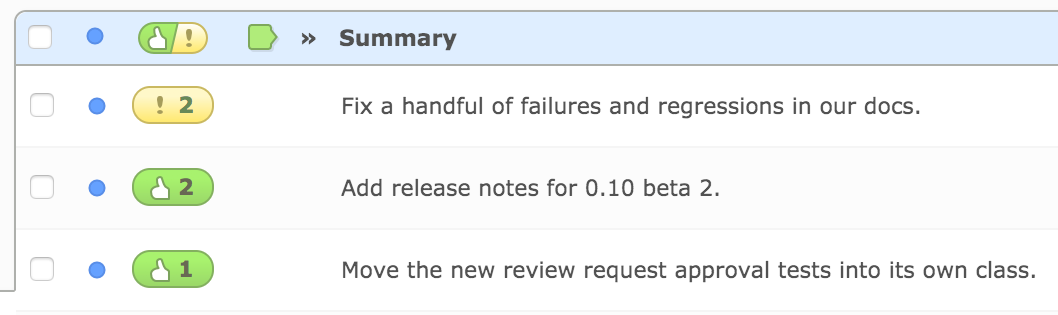 ! » Summary
! 2 Fix a handful of failures and regressions in our docs.
2 Add release notes for 0.10 beta 2.
1 Move the new review request approval tests into its own class.